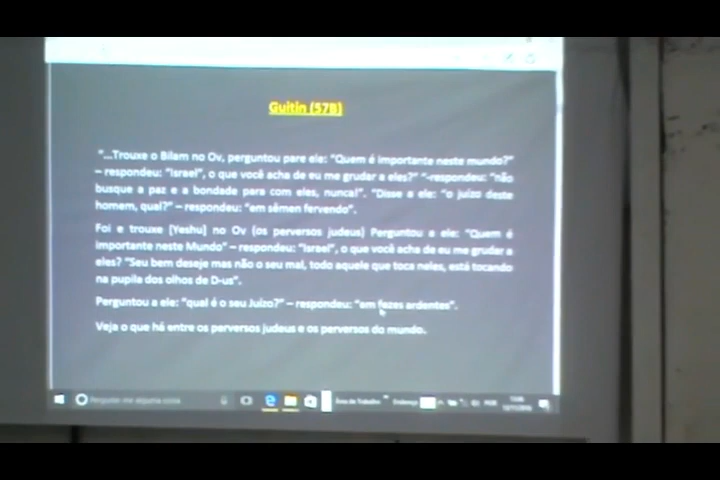 Guitin (57B)
"...Trouxe o Bilam no Ov, perguntou pare ele: "Quem é importante neste mundo?"
– respondeu: "Israel", o que você acha de eu me grudar a eles?" "-respondeu: "não
busque a paz e a bondade para com eles, nunca!". "Disse a ele: "o juízo deste
homem, qual?" – respondeu: "em sêmen fervendo".
Foi e trouxe [Yeshu] no Ov (os perversos judeus) Perguntou a ele: "Quem é
importante neste Mundo" – respondeu: "Israel", o que você acha de eu me grudar a
eles? "Seu bem deseje mas não o seu mal, todo aquele que toca neles, está tocando
na pupila dos olhos de D-us".
Perguntou a ele: "qual é o seu Juízo?" – respondeu: "em fezes ardentes".
Veja o que há entre os perversos judeus e os perversos do mundo.
Área de Trabalho
POR